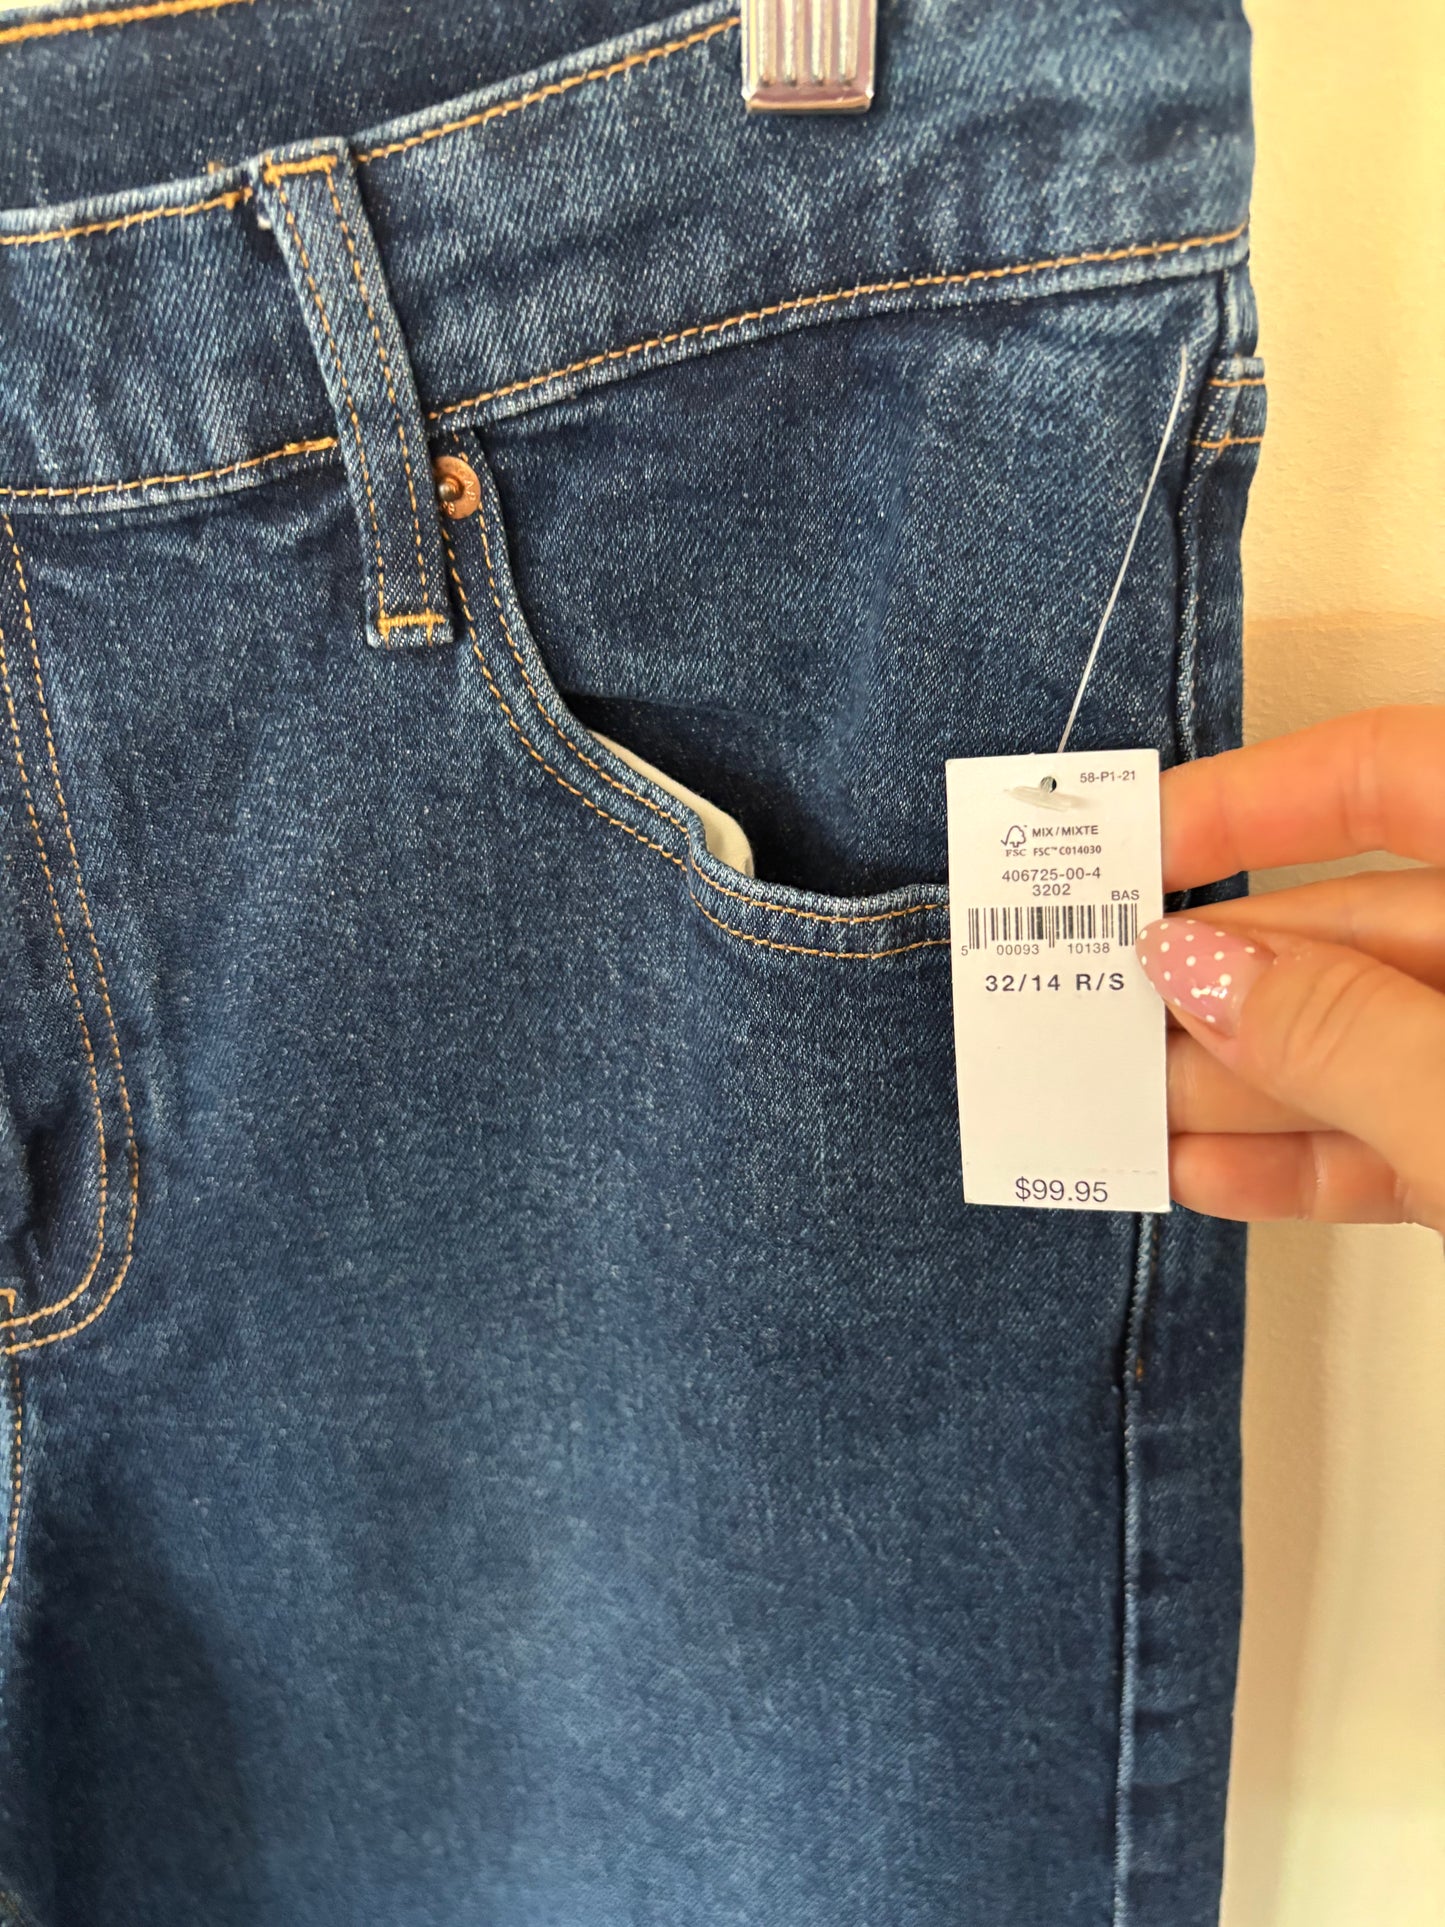 58-P1-21
MIX/MIXTE
FSC FSC™ C014030
406725-00-4
3202
BAS
5 00093 10138
32/14 R/S
$99.95